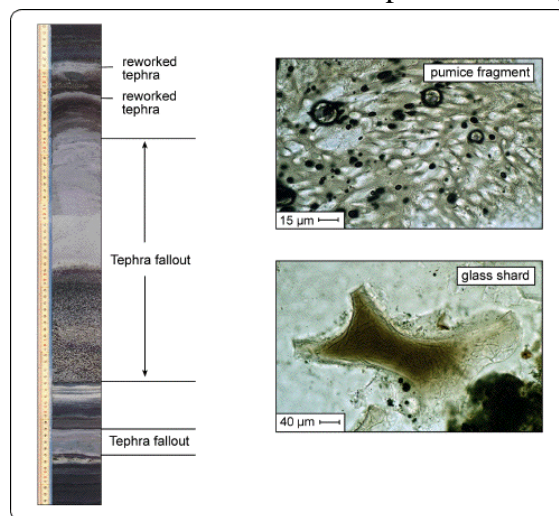 reworked
tephra
reworked
tephra
Tephra fallout
Tephra fallout
pumice fragment
15 µm
glass shard
40 µm